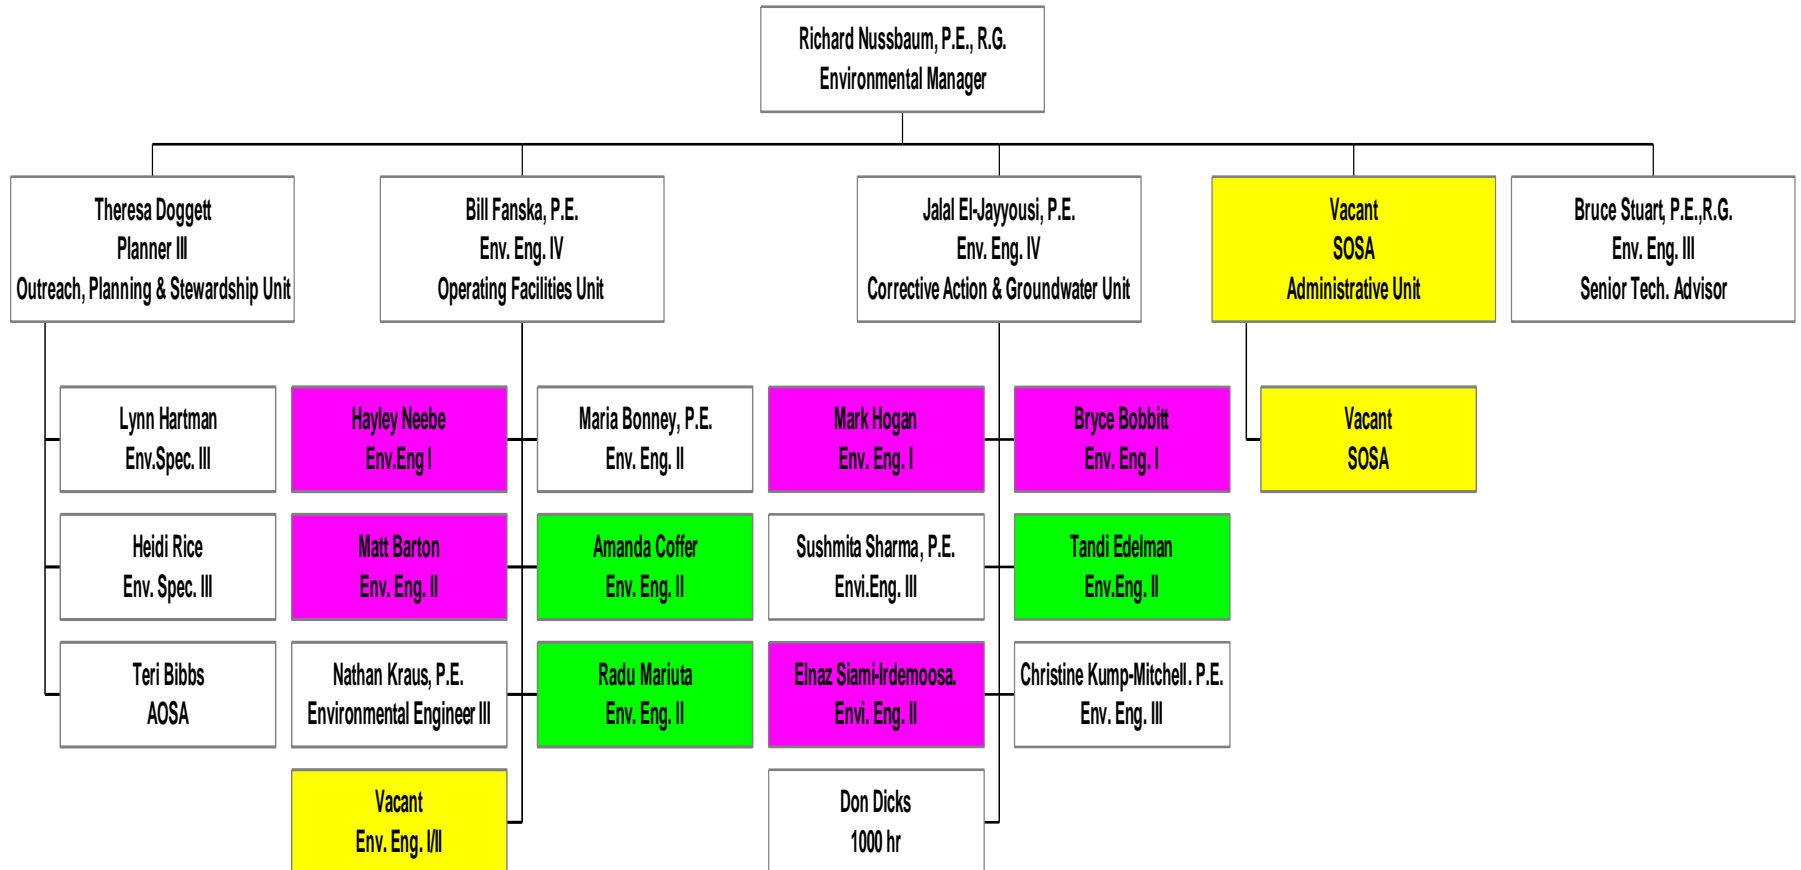 Richard Nussbaum, P.E., R.G.
Environmental Manager
Theresa Doggett
Planner III
Outreach, Planning & Stewardship Unit
Bill Fanska, P.E.
Env. Eng. IV
Operating Facilities Unit
Jalal El-Jayyousi, P.E.
Env. Eng. IV
Corrective Action & Groundwater Unit
Vacant
SOSA
Administrative Unit
Bruce Stuart, P.E.,R.G.
Env. Eng. III
Senior Tech. Advisor
Lynn Hartman
Env.Spec. III
Hayley Neebe
Env.Eng I
Maria Bonney, P.E.
Env. Eng. II
Mark Hogan
Env. Eng. I
Bryce Bobbitt
Env. Eng. I
Vacant
SOSA
Heidi Rice
Env. Spec. III
Matt Barton
Env. Eng. II
Amanda Coffer
Env. Eng. II
Sushmita Sharma, P.E.
Envi.Eng. III
Tandi Edelman
Env.Eng. II
Teri Bibbs
AOSA
Nathan Kraus, P.E.
Environmental Engineer III
Radu Mariuta
Env. Eng. II
Elnaz Siami-Irdemoosa.
Envi. Eng. II
Christine Kump-Mitchell. P.E.
Env. Eng. III
Vacant
Env. Eng. I/II
Don Dicks
1000 hr